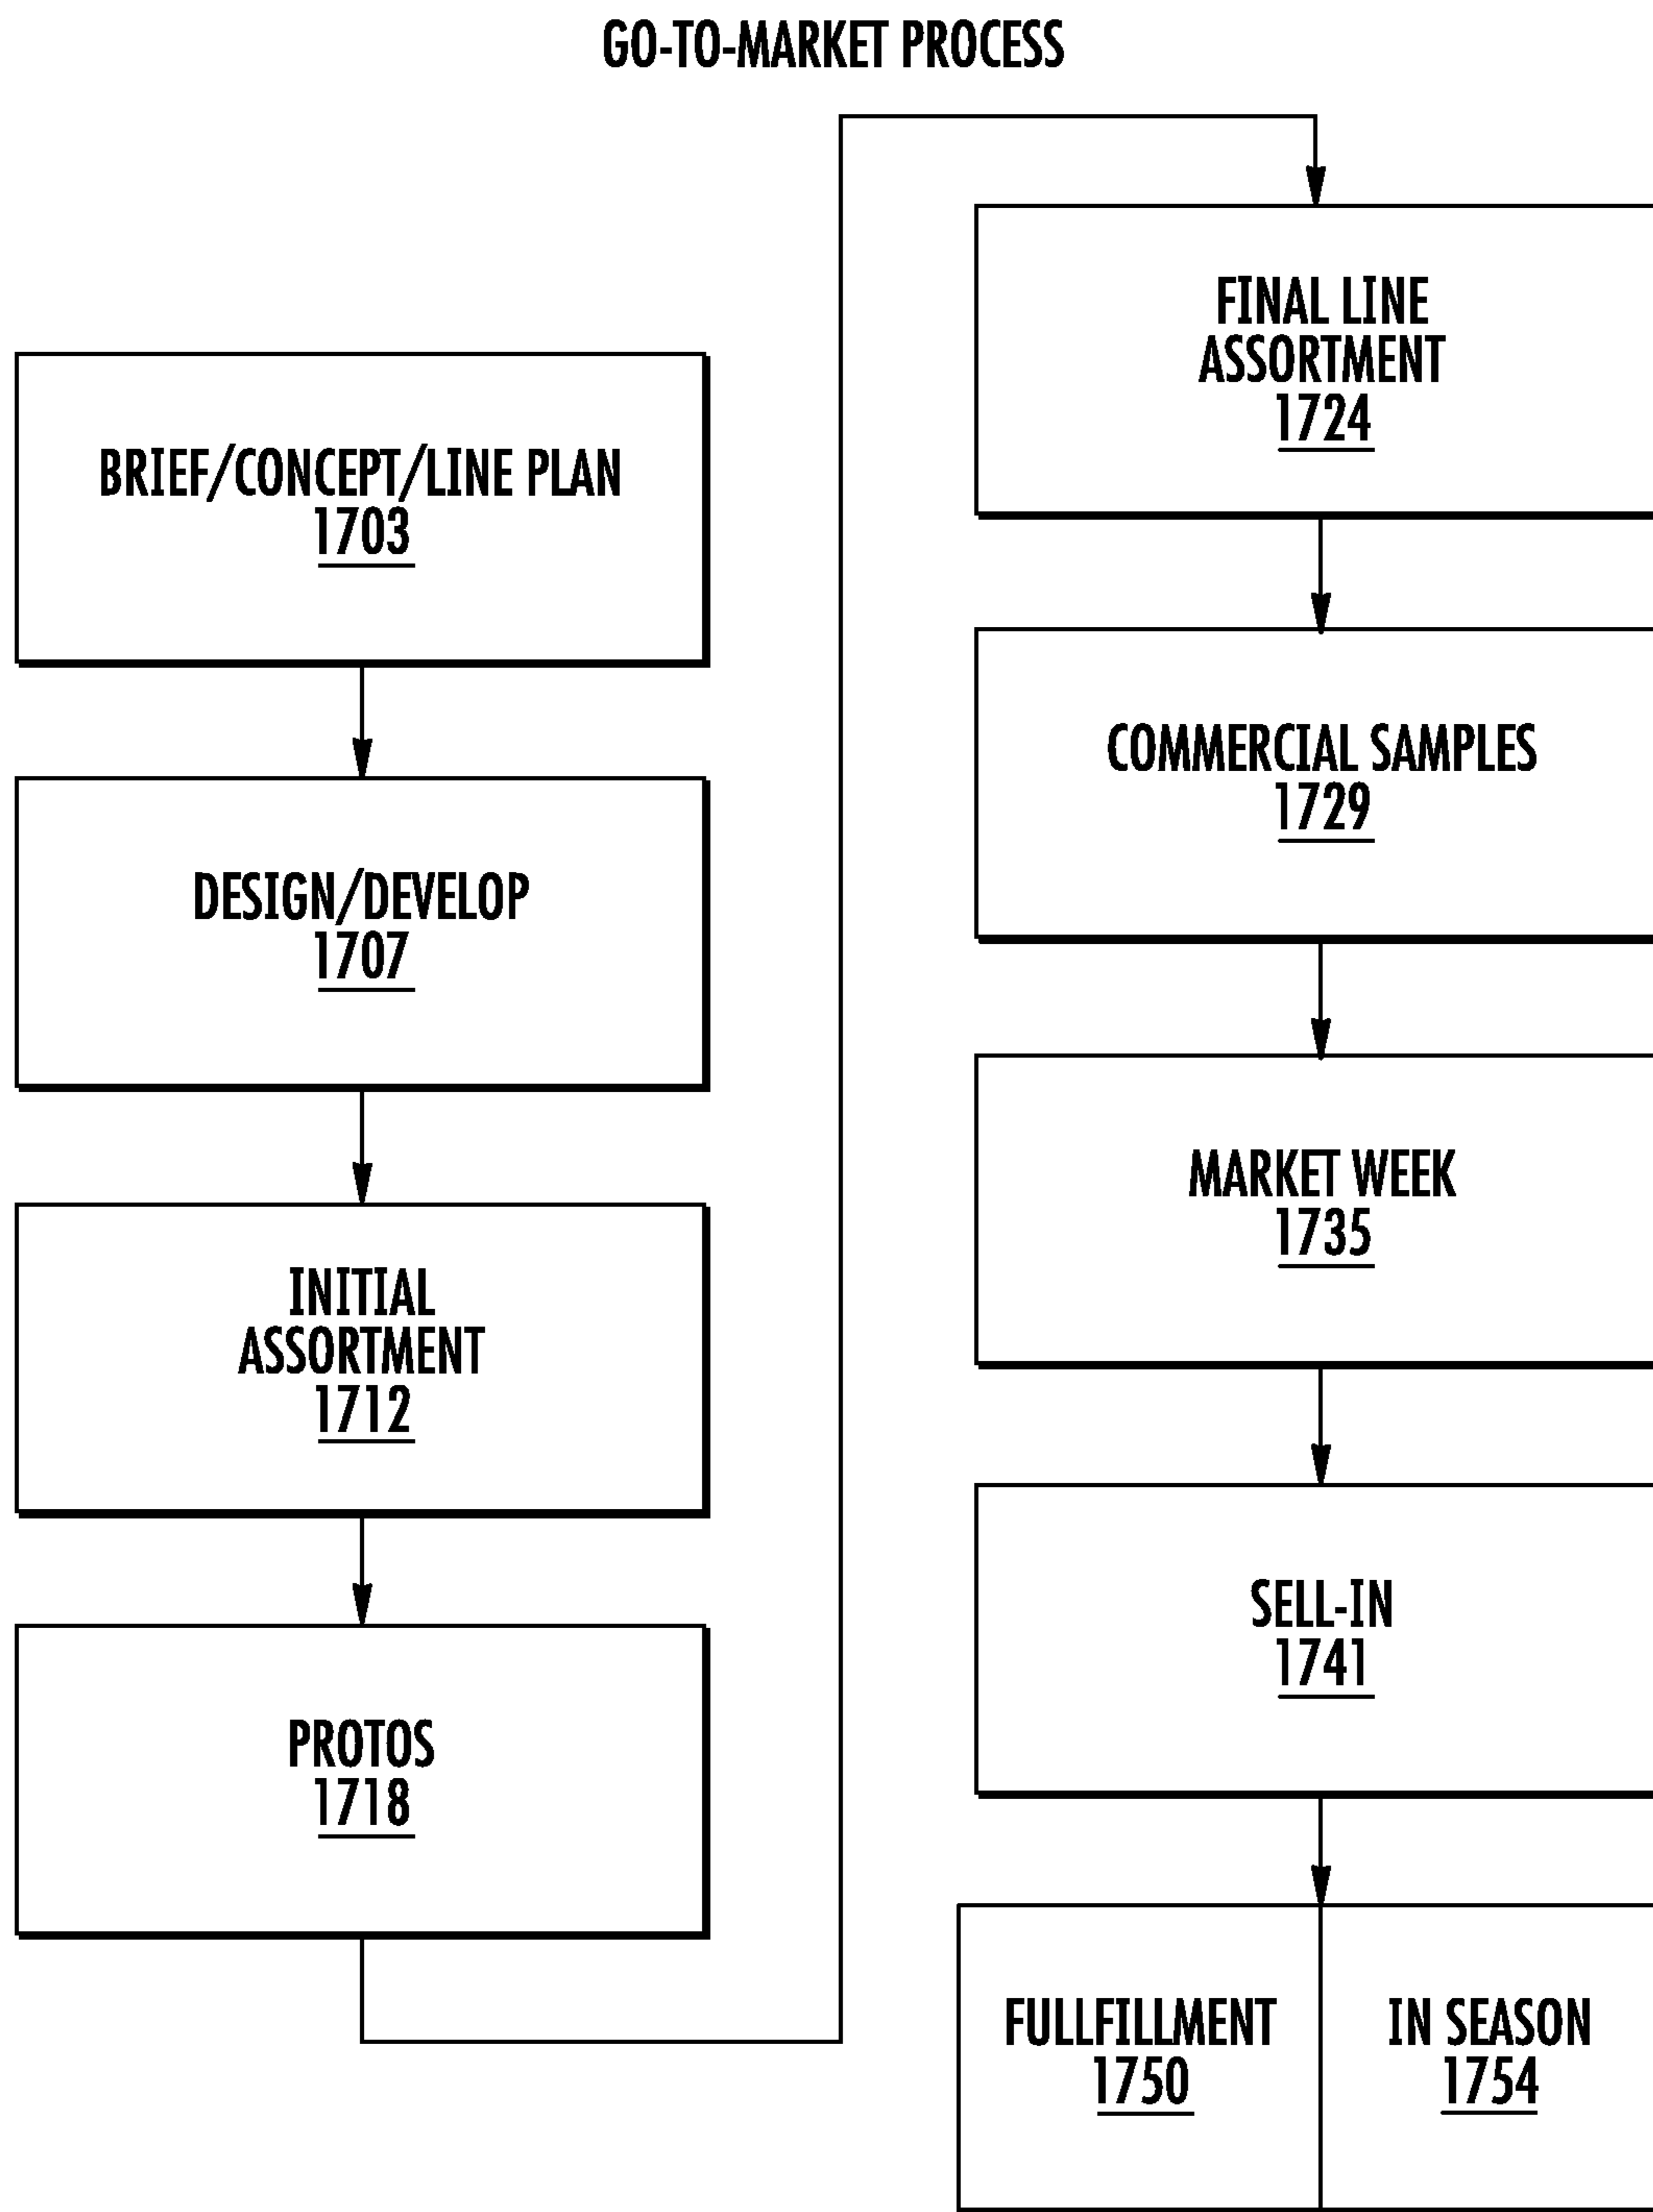 GO-TO-MARKET PROCESS
BRIEF/CONCEPT/LINE PLAN
1703
DESIGN/DEVELOP
1707
INITIAL
ASSORTMENT
1712
PROTOS
1718
FINAL LINE
ASSORTMENT
1724
COMMERCIAL SAMPLES
1729
MARKET WEEK
1735
SELL-IN
1741
FULLFILLMENT
1750
IN SEASON
1754